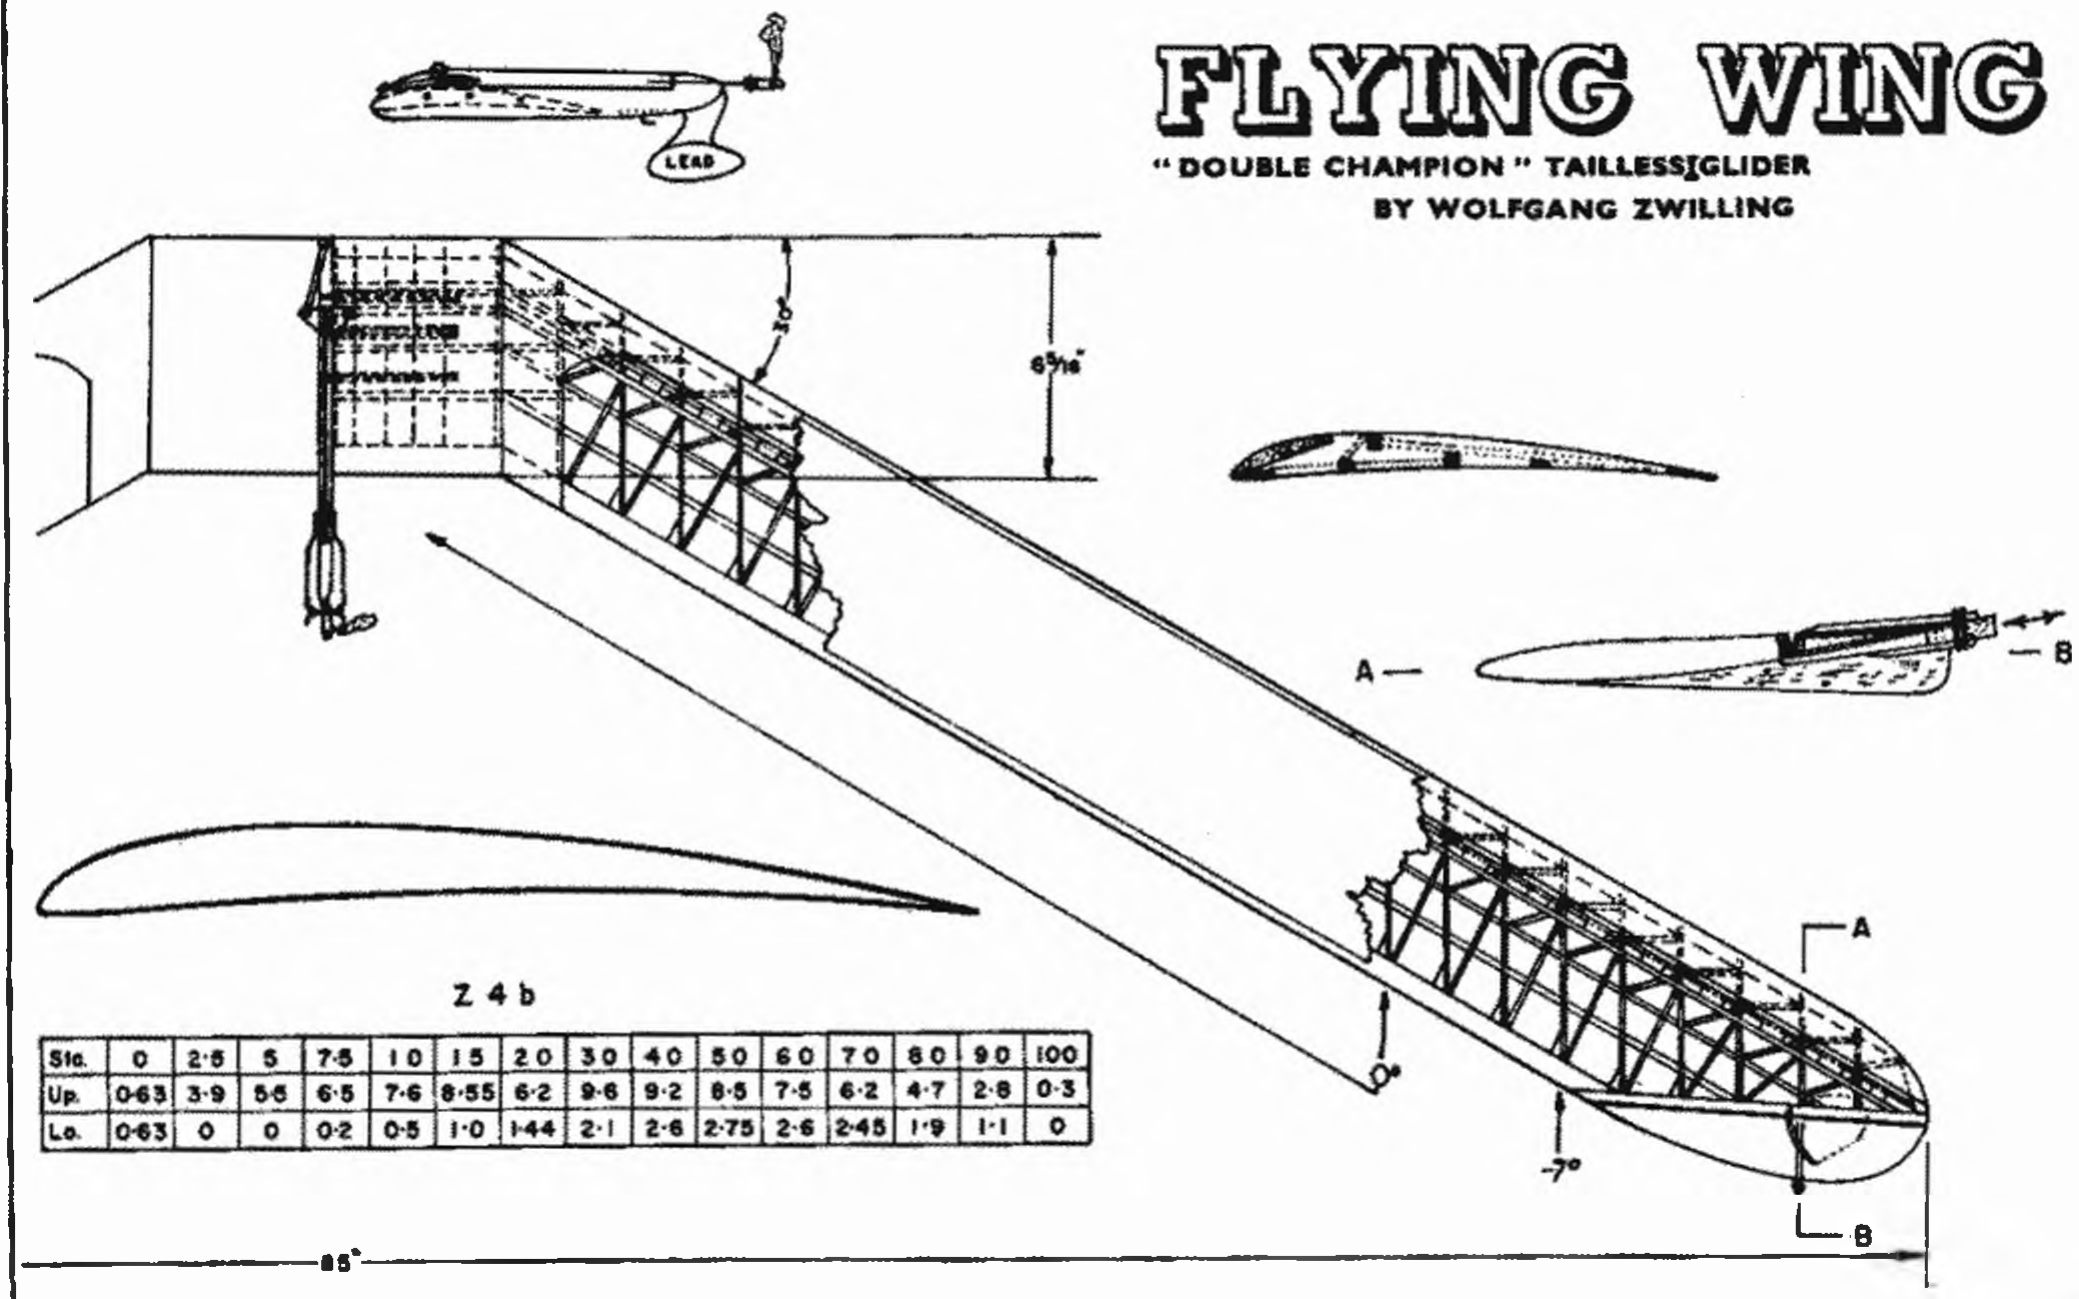 LEAD
FLYING WING
"DOUBLE CHAMPION" TAILLESS GLIDER
BY WOLFGANG ZWILLING
30°
6 5/16"
A
B
A
B
0°
-7°
Z 4 b
Sta. 0 2·5 5 7·5 10 15 20 30 40 50 60 70 80 90 100
Up. 0·63 3·9 5·5 6·5 7·6 8·55 6·2 9·6 9·2 8·5 7·5 6·2 4·7 2·8 0·3
Lo. 0·63 0 0 0·2 0·5 1·0 1·44 2·1 2·6 2·75 2·6 2·45 1·9 1·1 0
85"